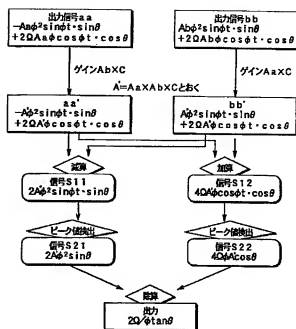 出力信号aa
−Aaφ²sinφt・sinθ
+2ΩAaφcosφt・cosθ
出力信号bb
Abφ²sinφt・sinθ
+2ΩAbφcosφt・cosθ
ゲインAb×C
ゲインAa×C
A'=Aa×Ab×Cとおく
aa'
−A'φ²sinφt・sinθ
+2ΩA'φcosφt・cosθ
bb'
A'φ²sinφt・sinθ
+2ΩA'φcosφt・cosθ
減算
加算
信号S11
2A'φ²sinφt・sinθ
信号S12
4ΩA'φcosφt・cosθ
ピーク値検出
ピーク値検出
信号S21
2A'φ²sinθ
信号S22
4ΩφA'cosθ
除算
出力
2Ω/φtanθ